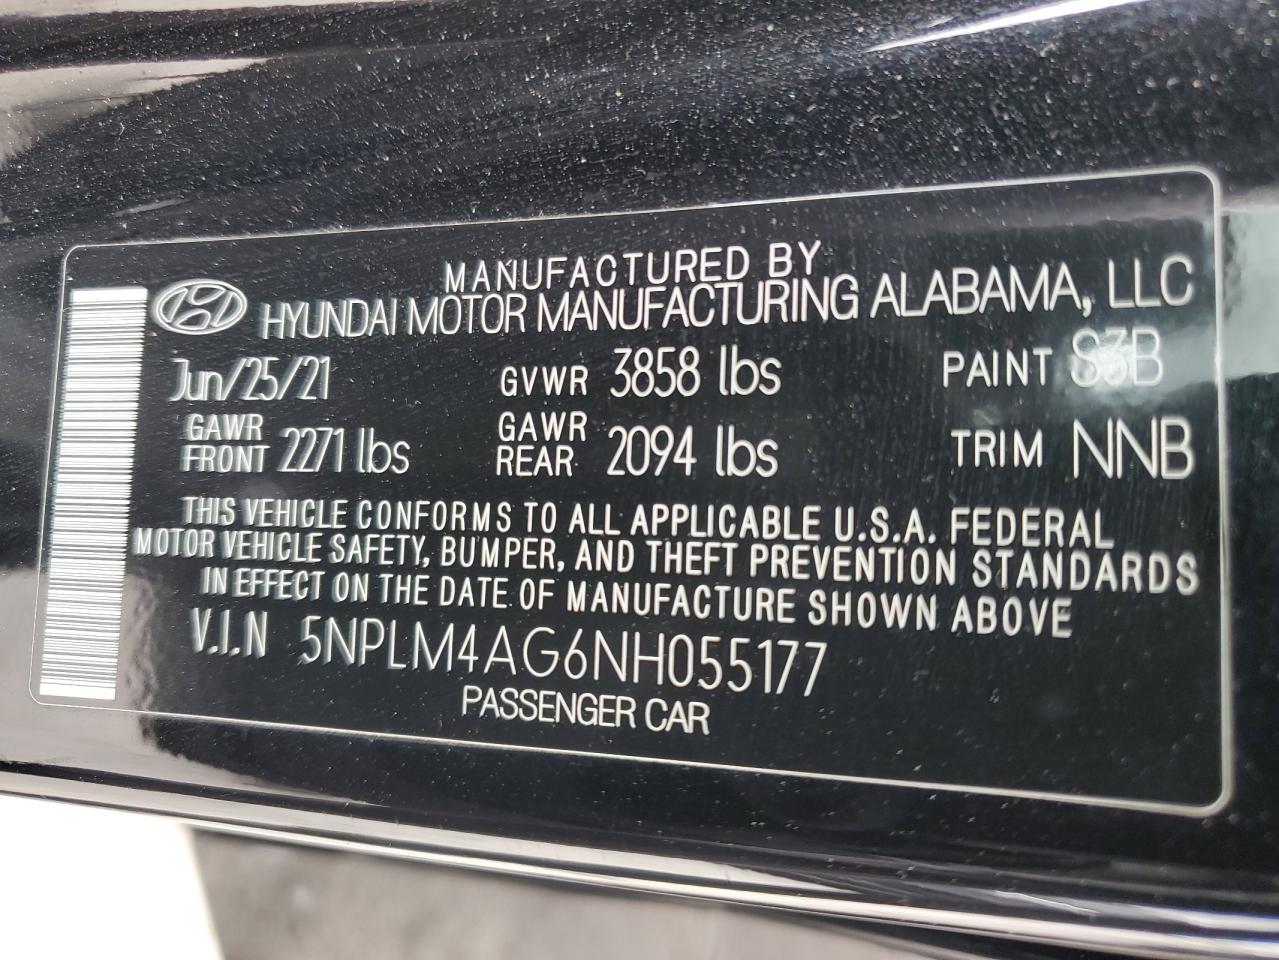 MANUFACTURED BY
HYUNDAI MOTOR MANUFACTURING ALABAMA, LLC
Jun/25/21 GVWR 3858 lbs PAINT S3B
GAWR FRONT 2271 lbs GAWR REAR 2094 lbs TRIM NNB
THIS VEHICLE CONFORMS TO ALL APPLICABLE U.S.A. FEDERAL
MOTOR VEHICLE SAFETY, BUMPER, AND THEFT PREVENTION STANDARDS
IN EFFECT ON THE DATE OF MANUFACTURE SHOWN ABOVE
V.I.N 5NPLM4AG6NH055177
PASSENGER CAR